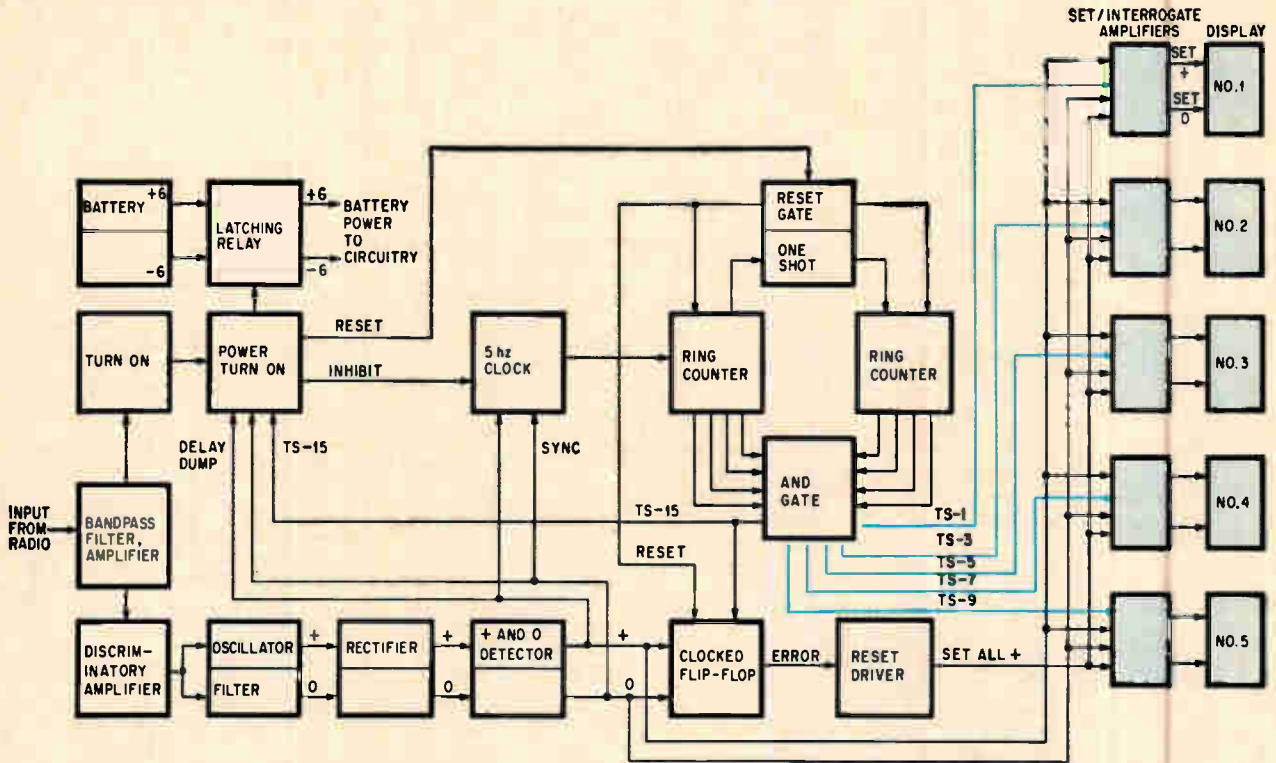 SET/INTERROGATE
AMPLIFIERS
DISPLAY
SET
+
SET
0
NO.1
BATTERY
+6
-6
LATCHING
RELAY
+6
-6
BATTERY
POWER
TO
CIRCUITRY
RESET
GATE
ONE
SHOT
NO.2
TURN ON
POWER
TURN ON
RESET
INHIBIT
5 hz
CLOCK
RING
COUNTER
RING
COUNTER
NO.3
DELAY
DUMP
TS-15
SYNC
INPUT
FROM
RADIO
BANDPASS
FILTER,
AMPLIFIER
AND
GATE
TS-15
RESET
TS-1
TS-3
TS-5
TS-7
TS-9
NO.4
DISCRIM-
INATORY
AMPLIFIER
OSCILLATOR
FILTER
+
0
RECTIFIER
+
0
+ AND 0
DETECTOR
+
0
CLOCKED
FLIP-FLOP
ERROR
RESET
DRIVER
SET ALL +
NO.5